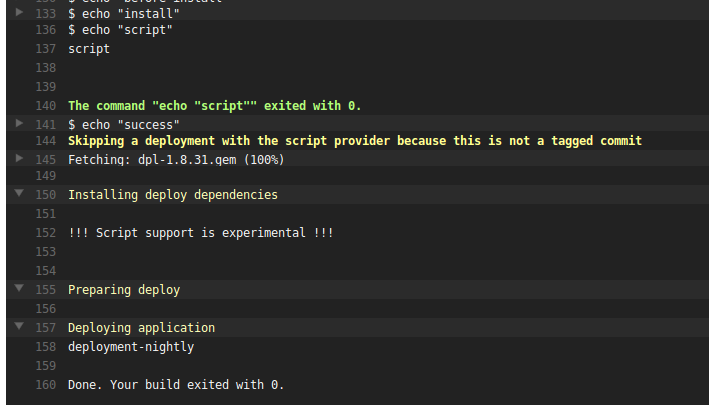 133 $ echo "install"
136 $ echo "script"
137 script
138
139
140 The command "echo "script"" exited with 0.
141 $ echo "success"
144 Skipping a deployment with the script provider because this is not a tagged commit
145 Fetching: dpl-1.8.31.gem (100%)
149
150 Installing deploy dependencies
151
152 !!! Script support is experimental !!!
153
154
155 Preparing deploy
156
157 Deploying application
158 deployment-nightly
159
160 Done. Your build exited with 0.